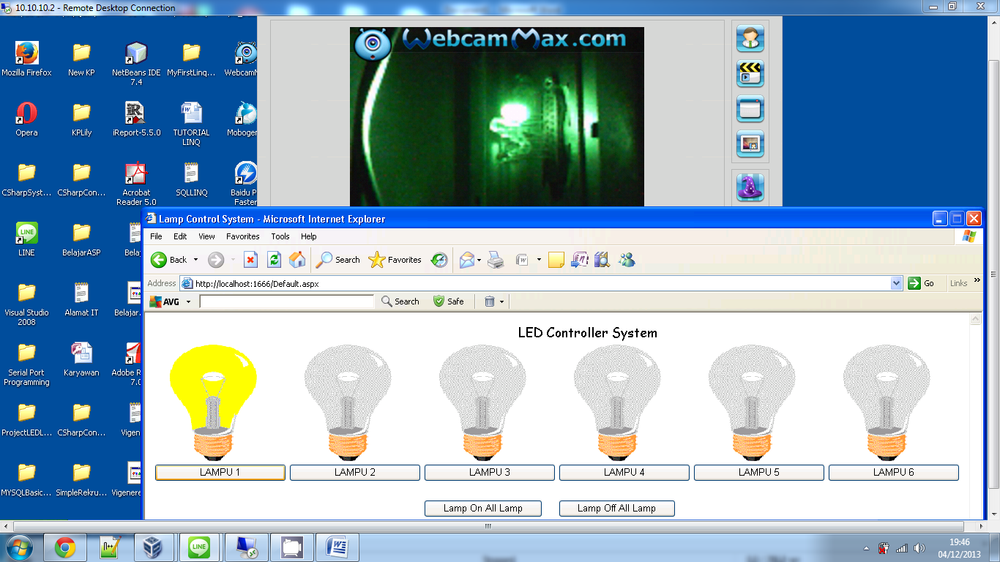 10.10.10.2 - Remote Desktop Connection
WebcamMax.com
Mozilla Firefox
New KP
NetBeans IDE
7.4
MyFirstLinq...
WebcamM
Opera
KPLily
iReport-5.5.0
TUTORIAL
LINQ
Mobogen
CSharpSyst...
CSharpCon...
Acrobat
Reader 5.0
SQLLINQ
Baidu P
Faster
LINE
LINE
BelajarASP
Belaj
Visual Studio
2008
Alamat IT
Belajar.
Serial Port
Programming
Karyawan
Adobe R
7.0
ProjectLEDL...
CSharpCon...
Vigen
MYSQLBasic...
SimpleRekru...
Vigenere
Lamp Control System - Microsoft Internet Explorer
File Edit View Favorites Tools Help
Back Search Favorites
Address http://localhost:1666/Default.aspx Go Links »
AVG Search Safe
LED Controller System
LAMPU 1 LAMPU 2 LAMPU 3 LAMPU 4 LAMPU 5 LAMPU 6
Lamp On All Lamp Lamp Off All Lamp
LINE
19:46
04/12/2013